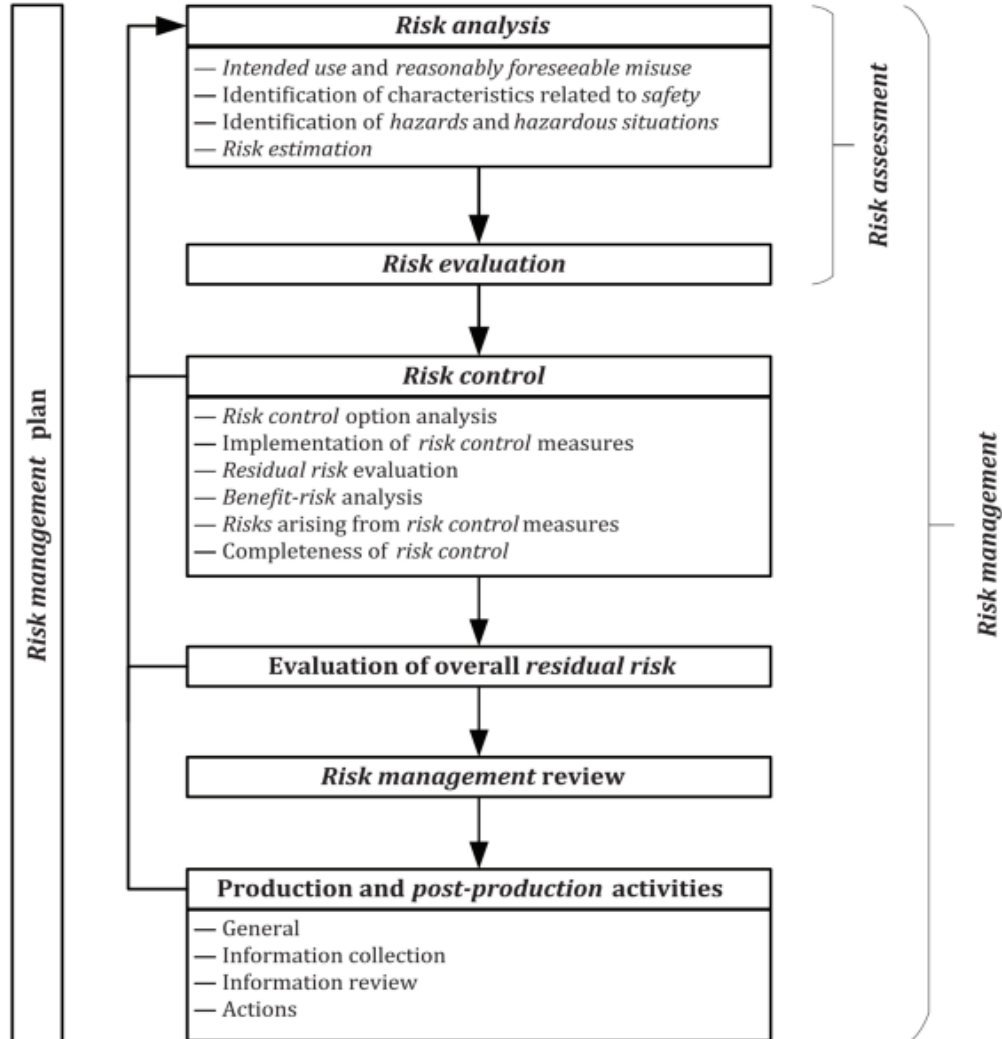 Risk analysis
— Intended use and reasonably foreseeable misuse
— Identification of characteristics related to safety
— Identification of hazards and hazardous situations
— Risk estimation
Risk evaluation
Risk control
— Risk control option analysis
— Implementation of risk control measures
— Residual risk evaluation
— Benefit-risk analysis
— Risks arising from risk control measures
— Completeness of risk control
Evaluation of overall residual risk
Risk management review
Production and post-production activities
— General
— Information collection
— Information review
— Actions
Risk management plan
Risk assessment
Risk management